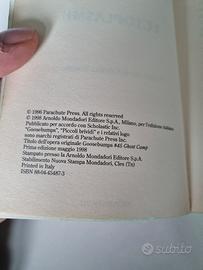 © 1996 Parachute Press. All rights reserved
© 1998 Arnoldo Mondadori Editore S.p.A., Milano, per l'edizione italiana
Pubblicato per accordo con Scholastic Inc.
"Goosebumps", "Piccoli brividi" e i relativi logo
sono marchi registrati di Parachute Press Inc.
Titolo dell'opera originale Goosebumps #45 Ghost Camp
Prima edizione maggio 1998
Stampato presso la Arnoldo Mondadori Editore S.p.A.
Stabilimento Nuova Stampa Mondadori, Cles (Tn)
Printed in Italy
ISBN 88-04-45487-3
subito